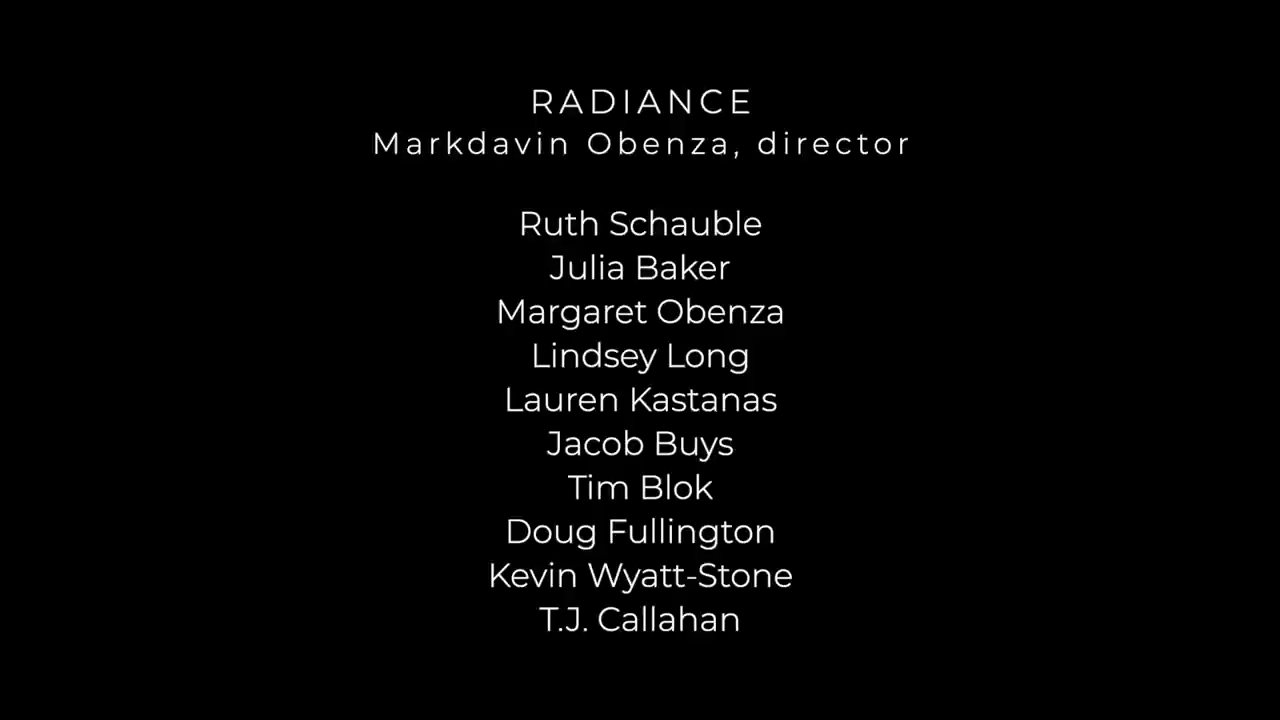 RADIANCE
Markdavin Obenza, director
Ruth Schauble
Julia Baker
Margaret Obenza
Lindsey Long
Lauren Kastanas
Jacob Buys
Tim Blok
Doug Fullington
Kevin Wyatt-Stone
T.J. Callahan